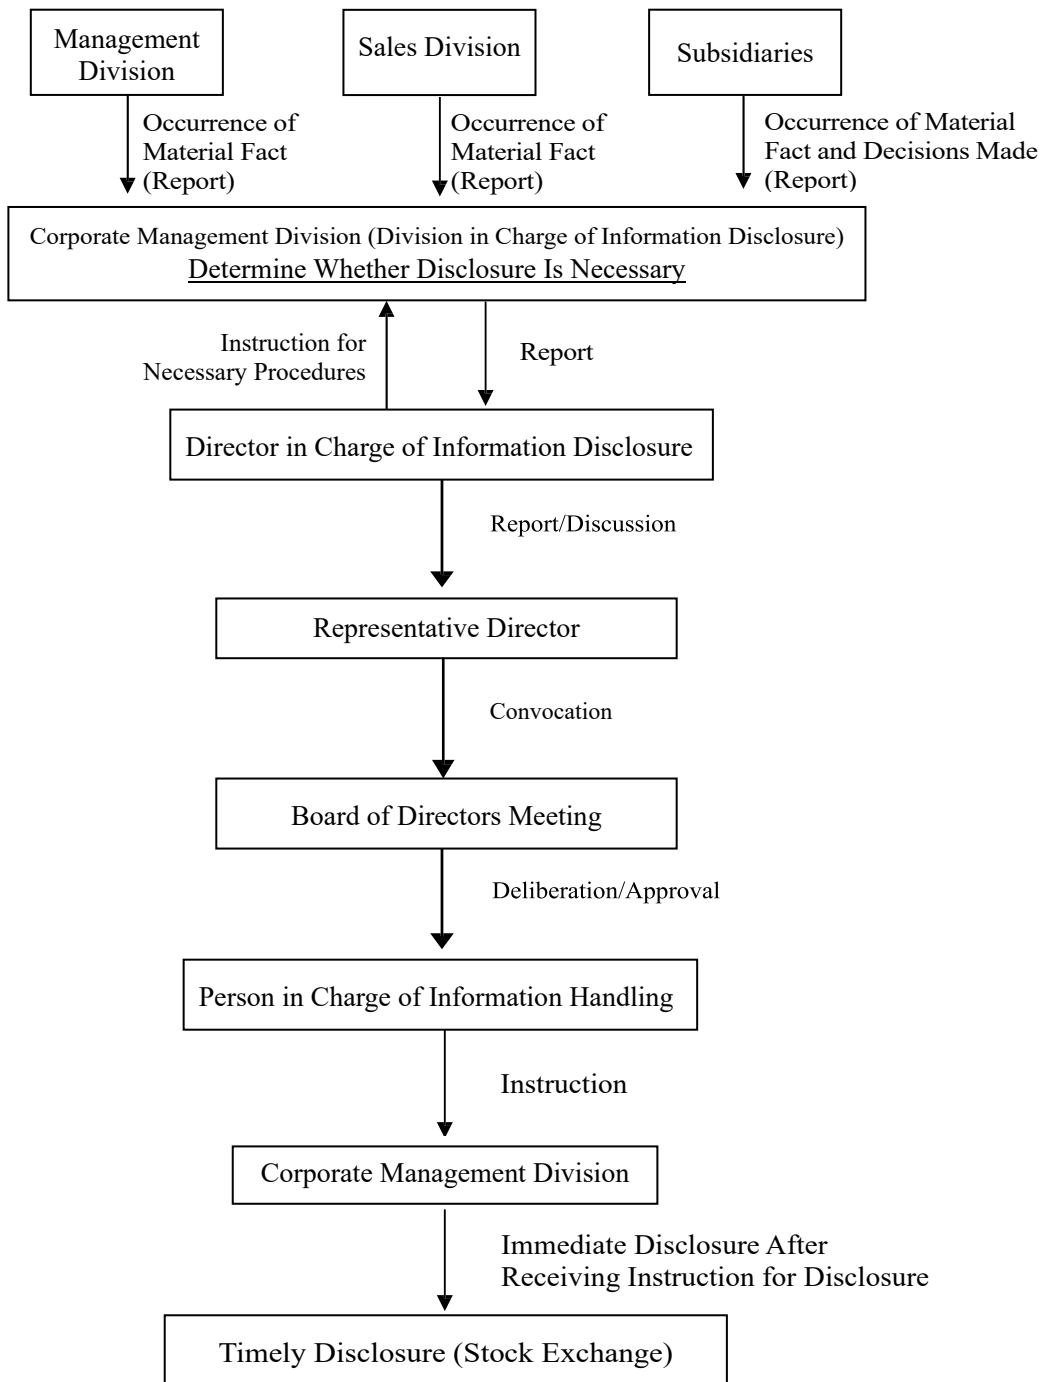 Management
Division
Sales Division
Subsidiaries
Occurrence of
Material Fact
(Report)
Occurrence of
Material Fact
(Report)
Occurrence of Material
Fact and Decisions Made
(Report)
Corporate Management Division (Division in Charge of Information Disclosure)
Determine Whether Disclosure Is Necessary
Instruction for
Necessary Procedures
Report
Director in Charge of Information Disclosure
Report/Discussion
Representative Director
Convocation
Board of Directors Meeting
Deliberation/Approval
Person in Charge of Information Handling
Instruction
Corporate Management Division
Immediate Disclosure After
Receiving Instruction for Disclosure
Timely Disclosure (Stock Exchange)